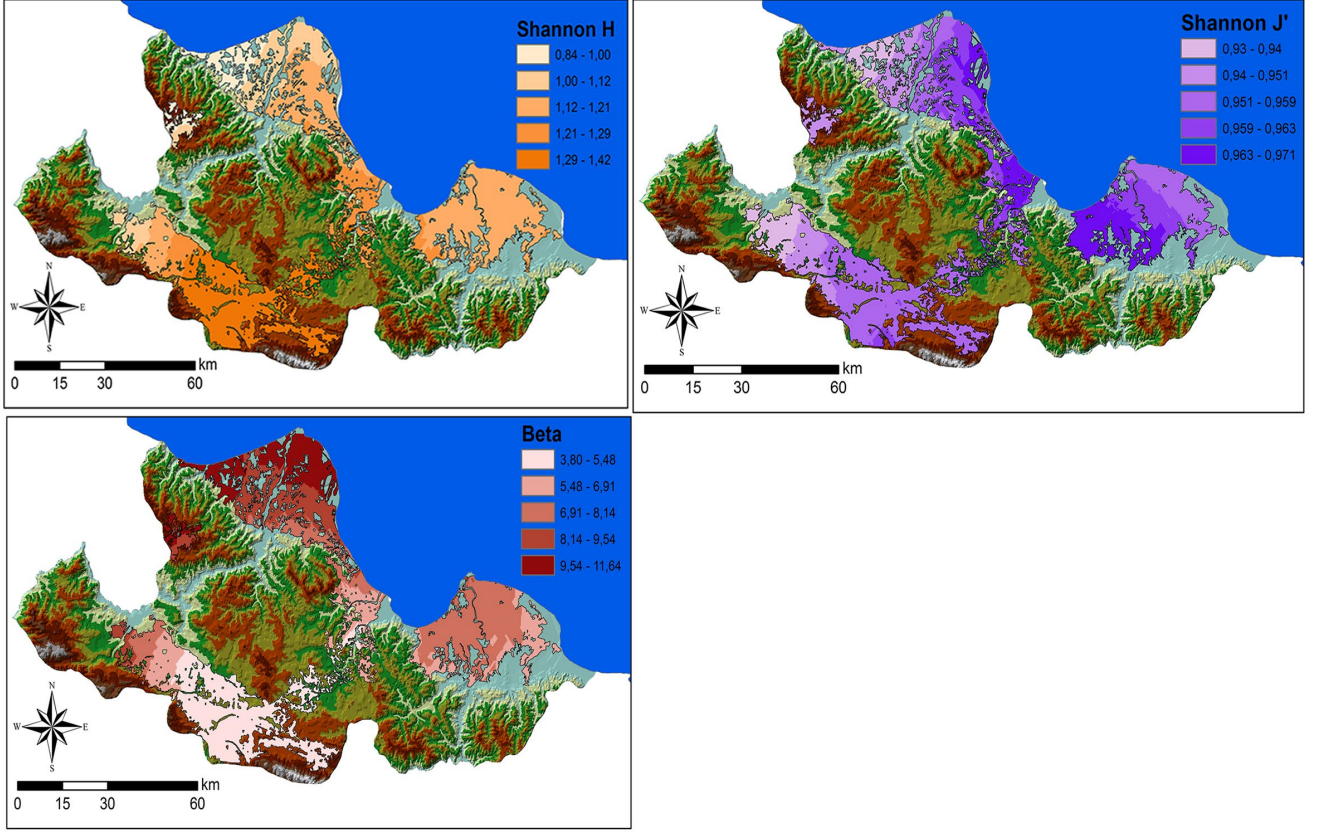 Shannon H
0,84 - 1,00
1,00 - 1,12
1,12 - 1,21
1,21 - 1,29
1,29 - 1,42
N
W E
S
km
0 15 30 60
Shannon J'
0,93 - 0,94
0,94 - 0,951
0,951 - 0,959
0,959 - 0,963
0,963 - 0,971
N
W E
S
km
0 15 30 60
Beta
3,80 - 5,48
5,48 - 6,91
6,91 - 8,14
8,14 - 9,54
9,54 - 11,64
N
W E
S
km
0 15 30 60